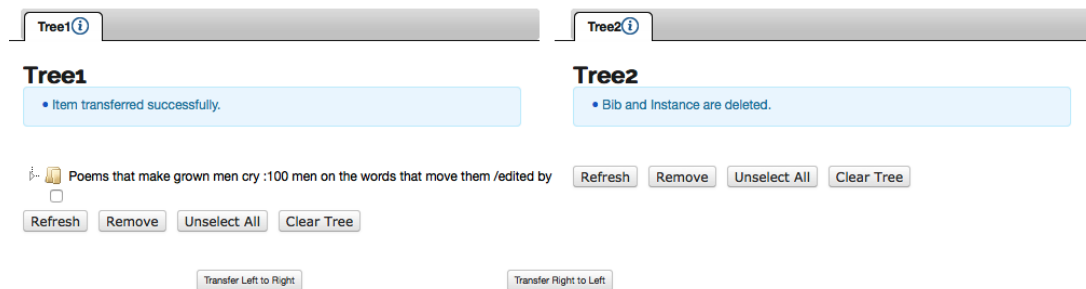 Tree1
Tree2
Tree1
Tree2
Item transferred successfully.
Bib and Instance are deleted.
Poems that make grown men cry :100 men on the words that move them /edited by
Refresh Remove Unselect All Clear Tree
Refresh Remove Unselect All Clear Tree
Transfer Left to Right Transfer Right to Left